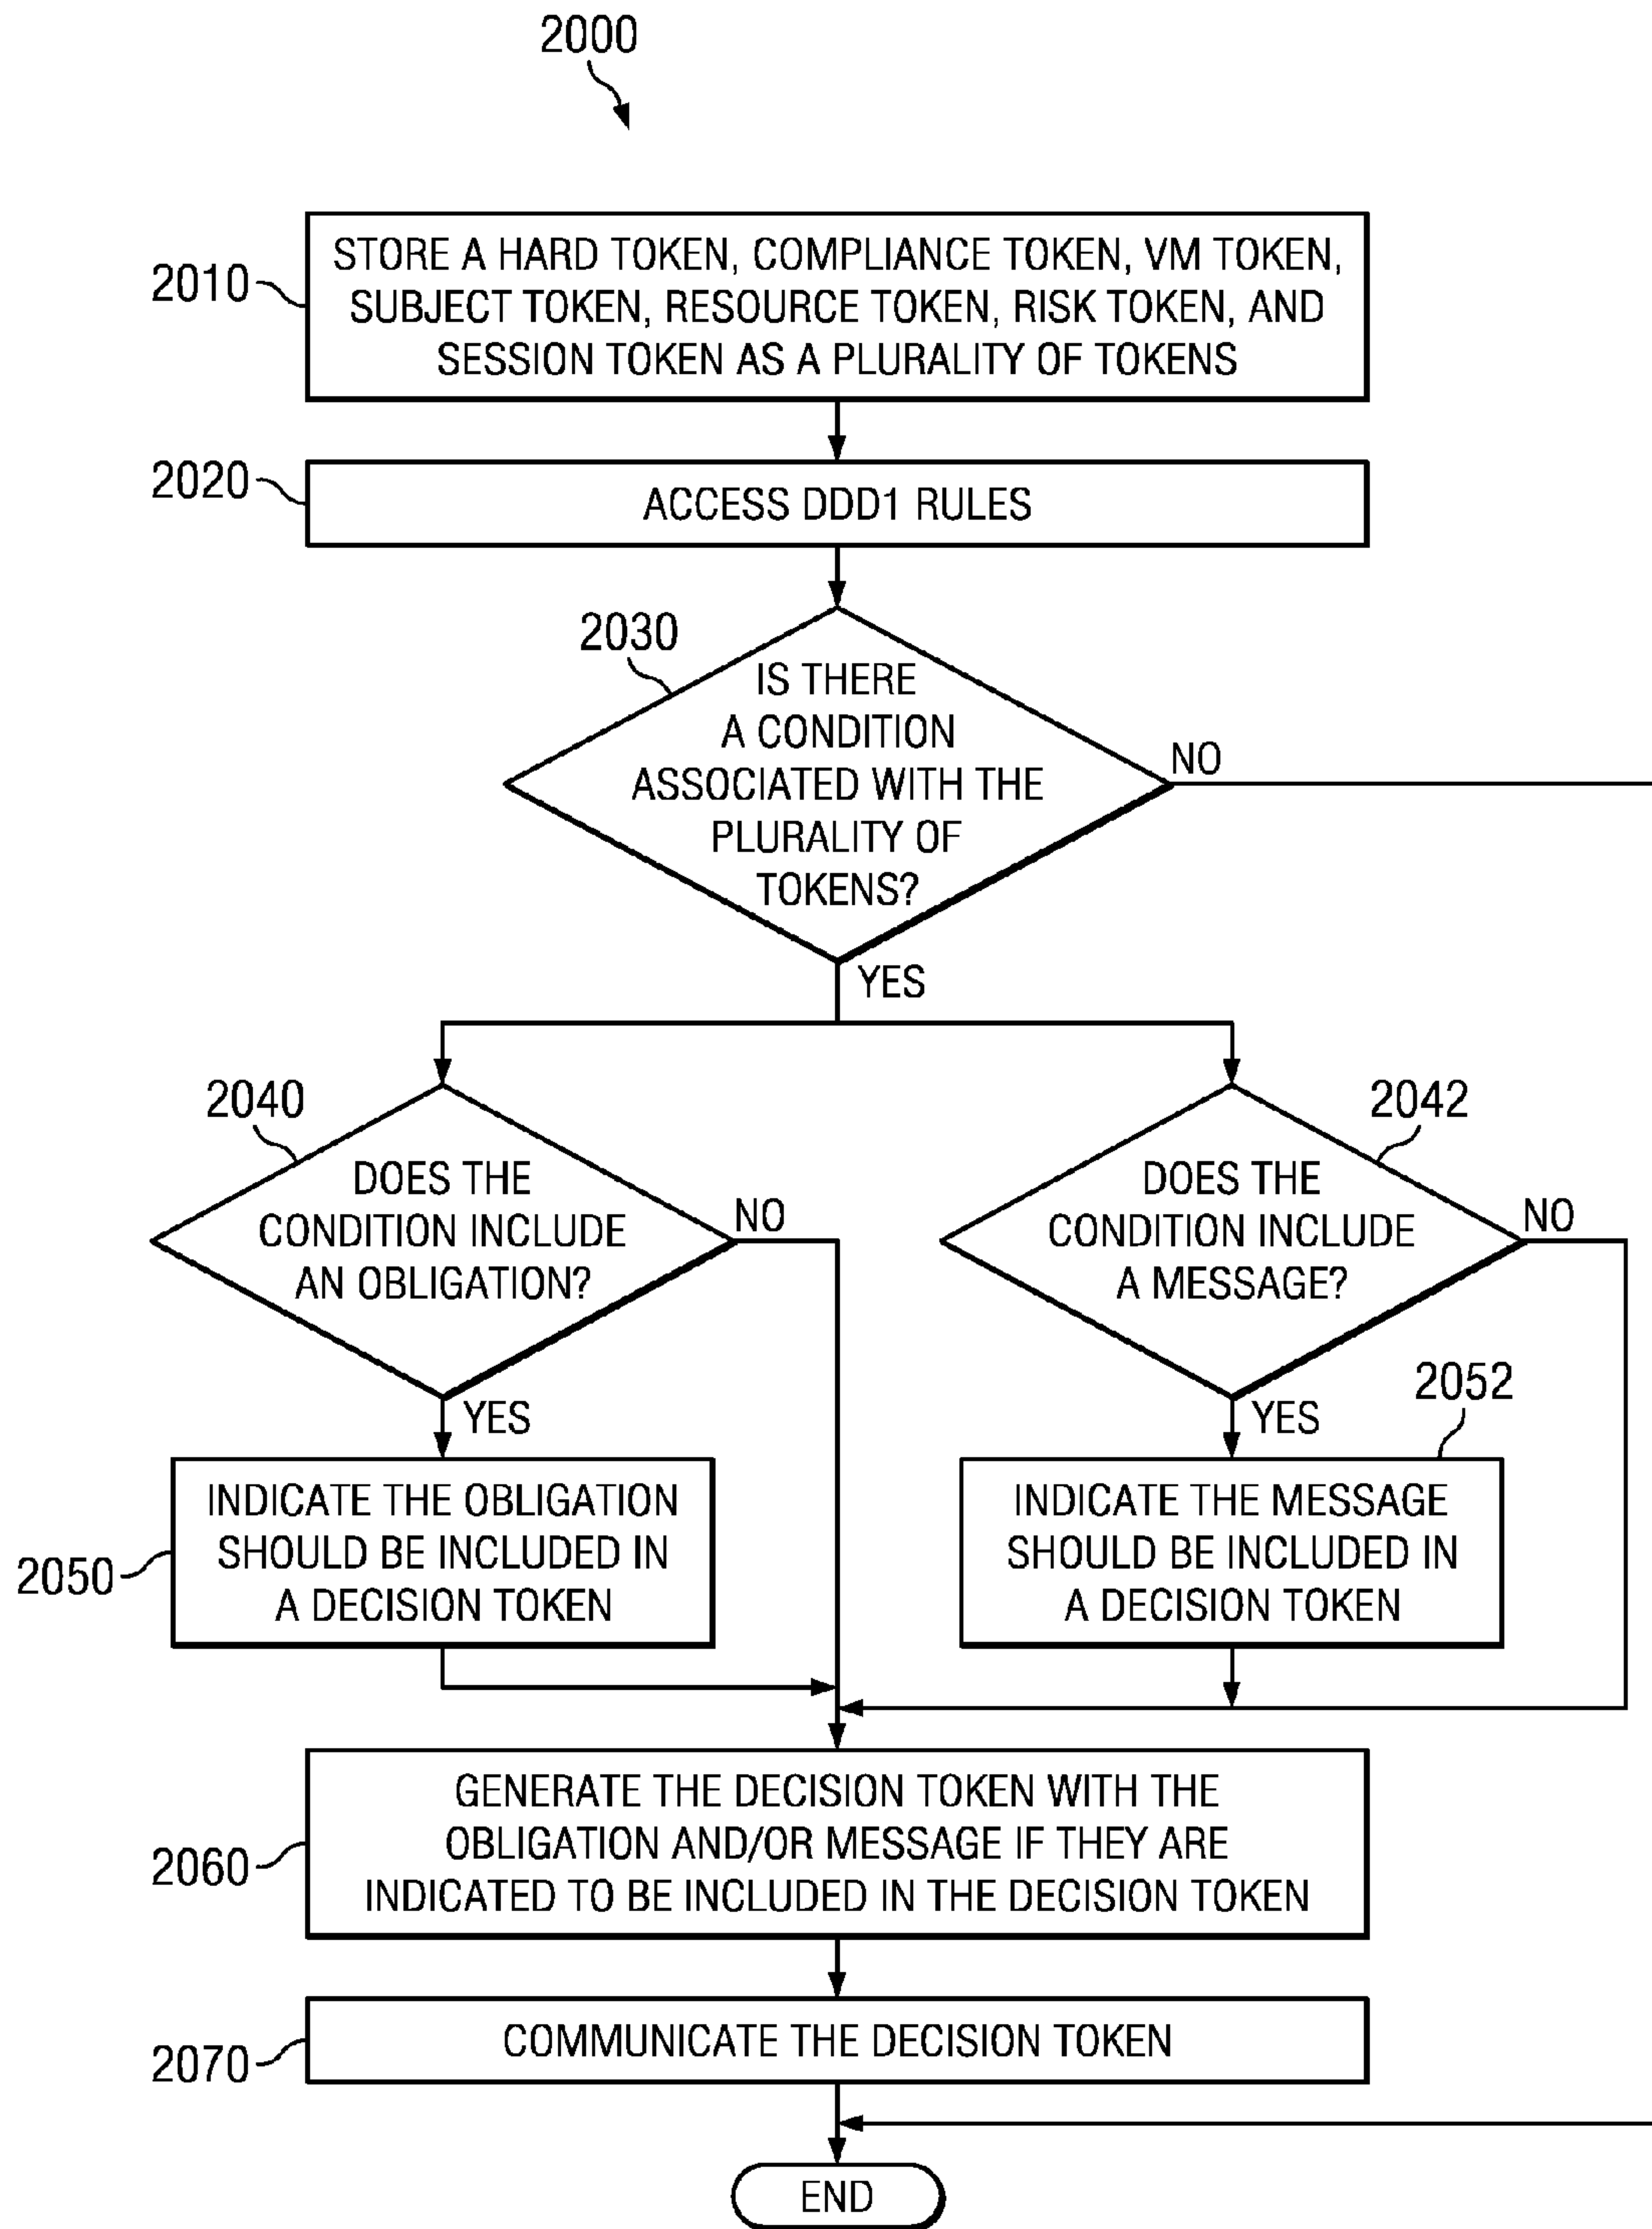 2000
2010
STORE A HARD TOKEN, COMPLIANCE TOKEN, VM TOKEN,
SUBJECT TOKEN, RESOURCE TOKEN, RISK TOKEN, AND
SESSION TOKEN AS A PLURALITY OF TOKENS
2020
ACCESS DDD1 RULES
2030
IS THERE
A CONDITION
ASSOCIATED WITH THE
PLURALITY OF
TOKENS?
NO
YES
2040
DOES THE
CONDITION INCLUDE
AN OBLIGATION?
NO
YES
2042
DOES THE
CONDITION INCLUDE
A MESSAGE?
NO
YES
2050
INDICATE THE OBLIGATION
SHOULD BE INCLUDED IN
A DECISION TOKEN
2052
INDICATE THE MESSAGE
SHOULD BE INCLUDED IN
A DECISION TOKEN
2060
GENERATE THE DECISION TOKEN WITH THE
OBLIGATION AND/OR MESSAGE IF THEY ARE
INDICATED TO BE INCLUDED IN THE DECISION TOKEN
2070
COMMUNICATE THE DECISION TOKEN
END